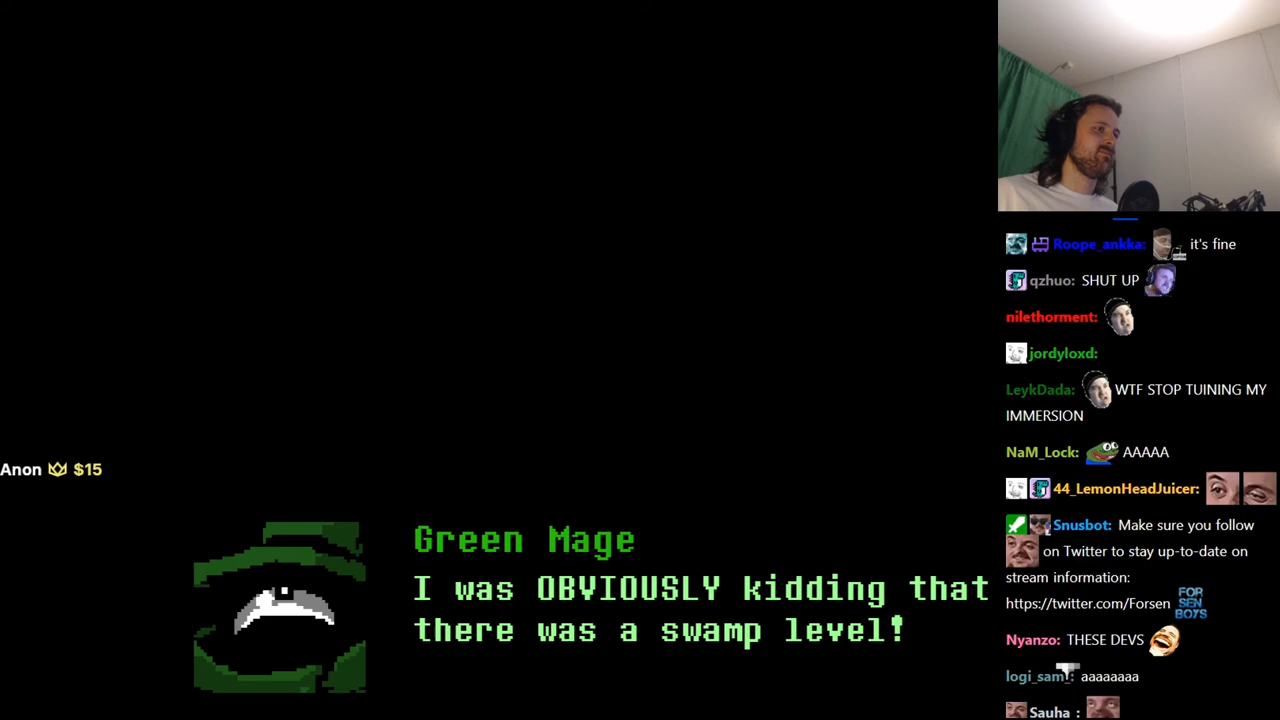 Roope_ankka: it's fine
qzhuo: SHUT UP
nilethorment:
jordyloxd:
LeykDada: WTF STOP TUINING MY
IMMERSION
NaM_Lock: AAAAA
Anon $15
44_LemonHeadJuicer:
Snusbot: Make sure you follow
on Twitter to stay up-to-date on
stream information:
https://twitter.com/Forsen FOR SEN BOYS
Nyanzo: THESE DEVS
logi_sam_: aaaaaaaa
Sauha :
Green Mage
I was OBVIOUSLY kidding that
there was a swamp level!